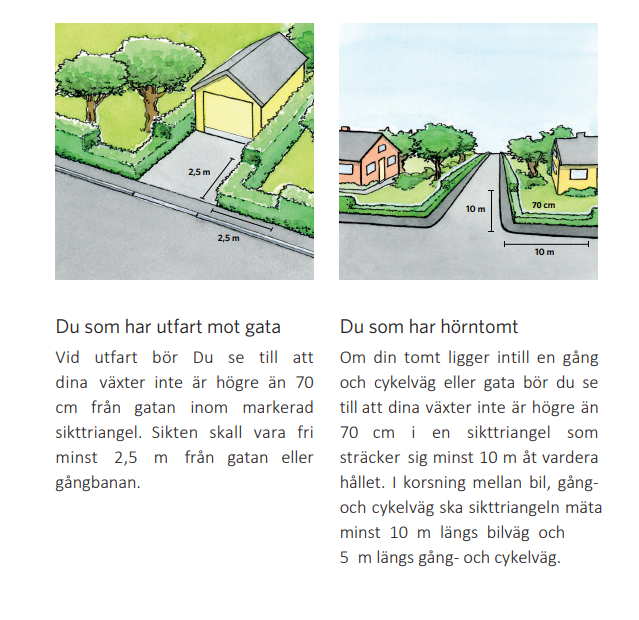 2,5 m
2,5 m
10 m
70 cm
10 m
Du som har utfart mot gata
Vid utfart bör Du se till att
dina växter inte är högre än 70
cm från gatan inom markerad
sikttriangel. Sikten skall vara fri
minst 2,5 m från gatan eller
gångbanan.
Du som har hörntomt
Om din tomt ligger intill en gång
och cykelväg eller gata bör du se
till att dina växter inte är högre än
70 cm i en sikttriangel som
sträcker sig minst 10 m åt vardera
hållet. I korsning mellan bil, gång-
och cykelväg ska sikttriangeln mäta
minst 10 m längs bilväg och
5 m längs gång- och cykelväg.